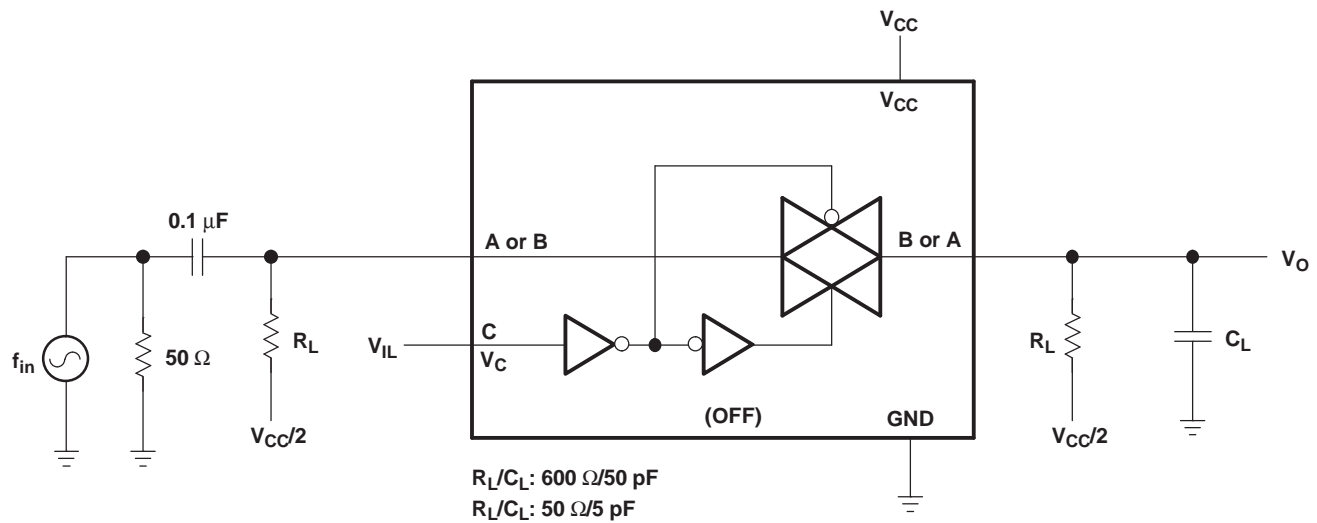 VCC
VCC
0.1 μF
A or B
B or A
VO
fin
50 Ω
RL
VIL
C
VC
RL
CL
VCC/2
(OFF)
GND
VCC/2
RL/CL: 600 Ω/50 pF
RL/CL: 50 Ω/5 pF